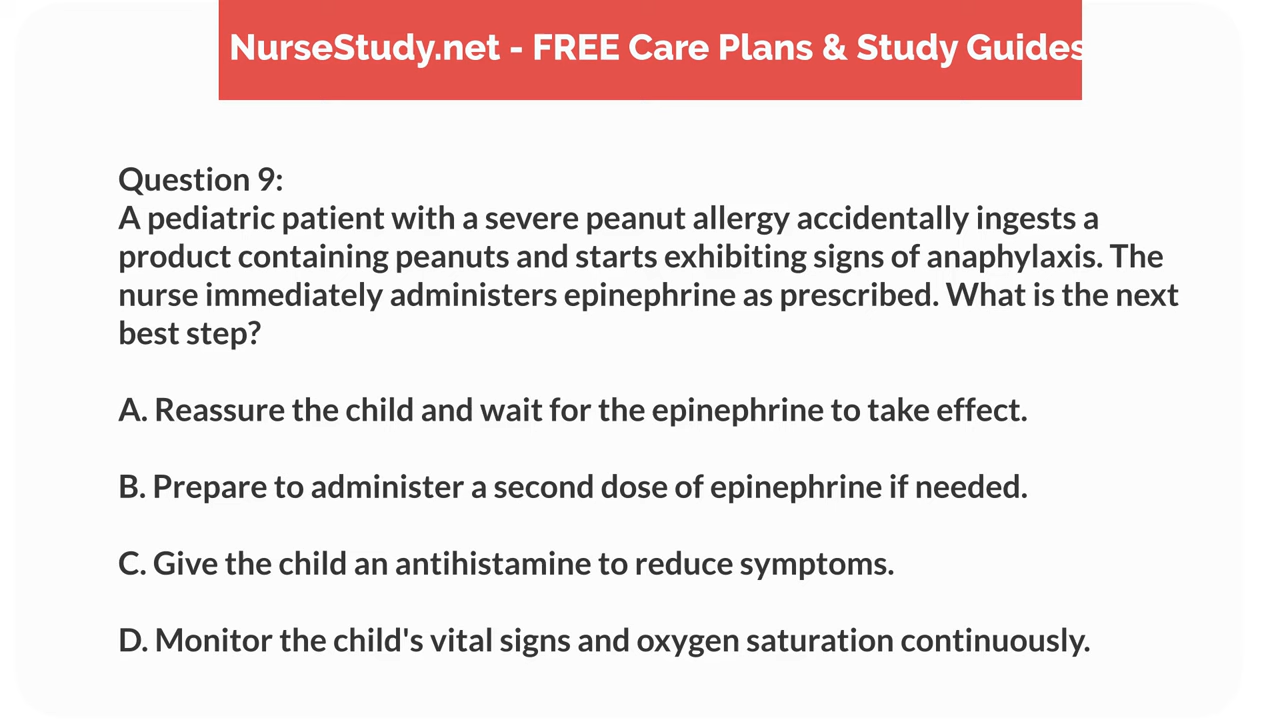 NurseStudy.net - FREE Care Plans & Study Guides
Question 9:
A pediatric patient with a severe peanut allergy accidentally ingests a
product containing peanuts and starts exhibiting signs of anaphylaxis. The
nurse immediately administers epinephrine as prescribed. What is the next
best step?
A. Reassure the child and wait for the epinephrine to take effect.
B. Prepare to administer a second dose of epinephrine if needed.
C. Give the child an antihistamine to reduce symptoms.
D. Monitor the child's vital signs and oxygen saturation continuously.